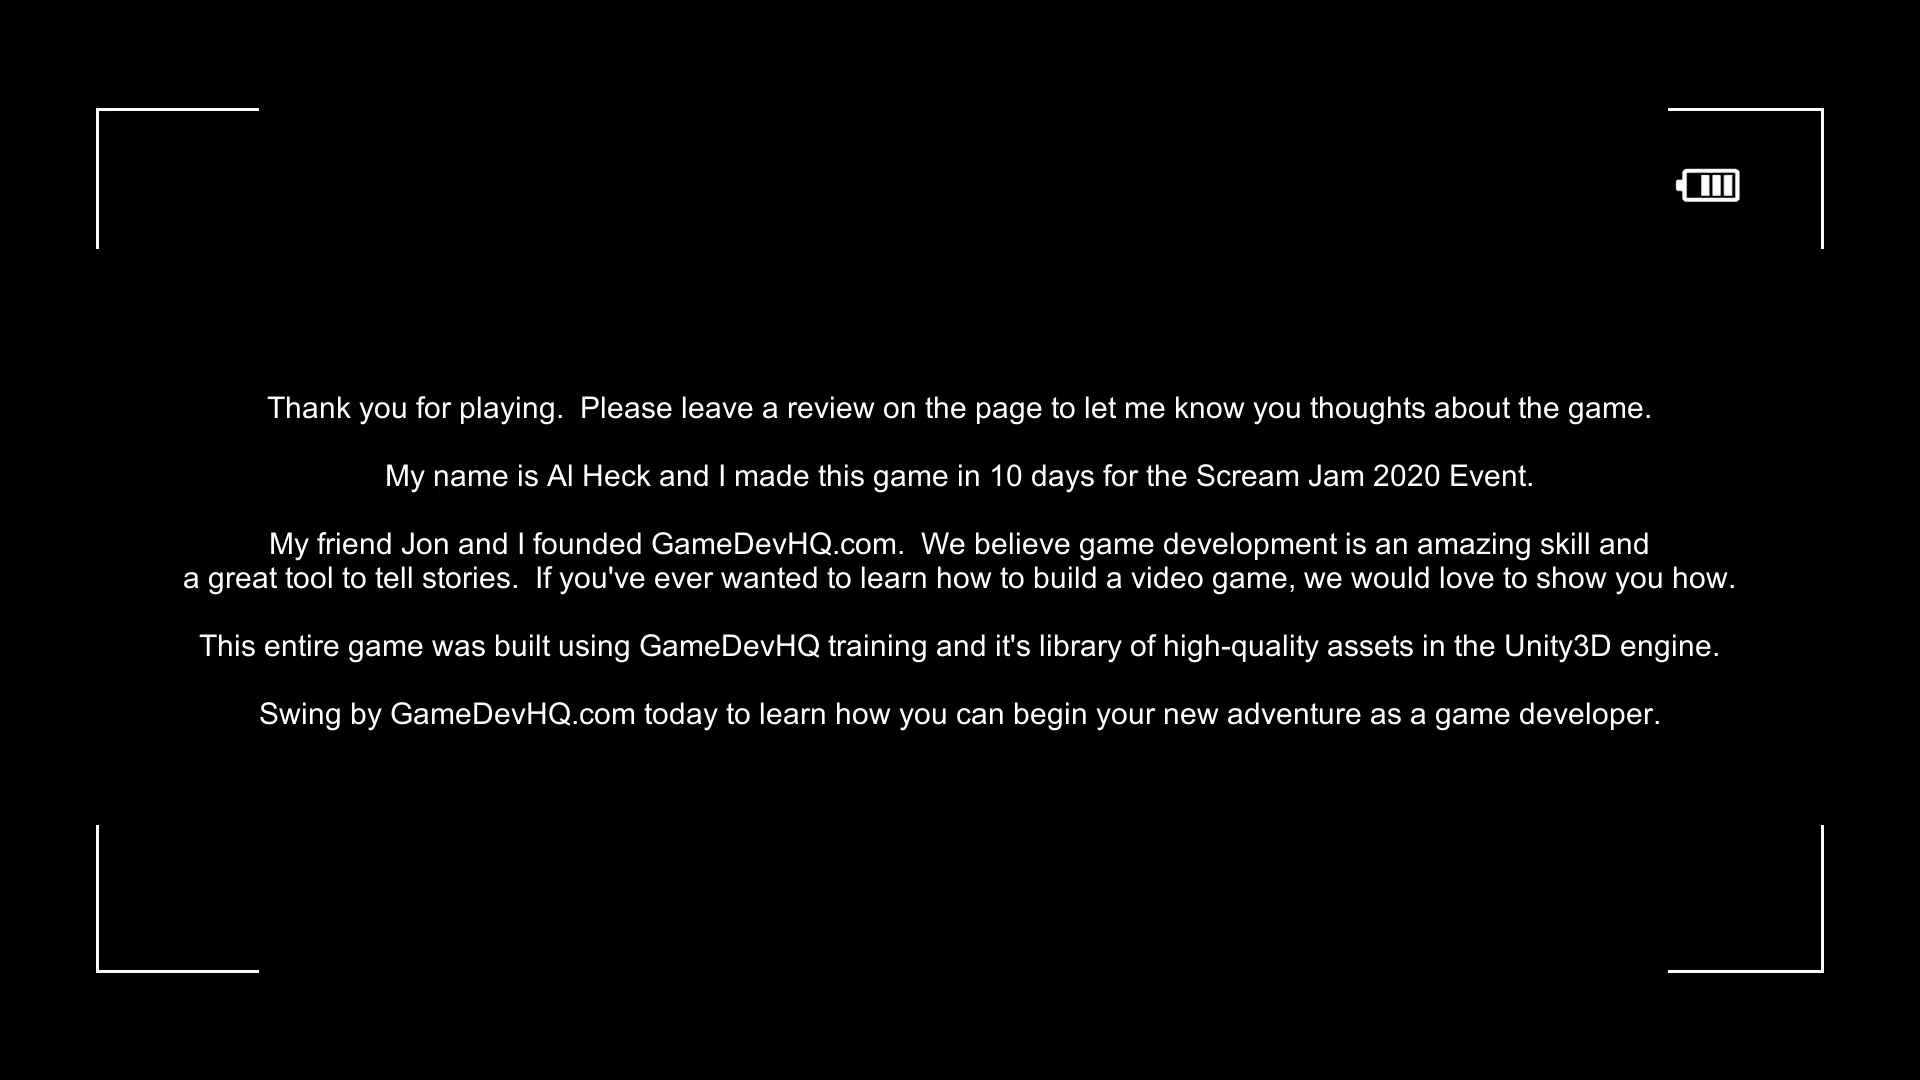 Thank you for playing.  Please leave a review on the page to let me know you thoughts about the game.
My name is Al Heck and I made this game in 10 days for the Scream Jam 2020 Event.
My friend Jon and I founded GameDevHQ.com.  We believe game development is an amazing skill and
a great tool to tell stories.  If you've ever wanted to learn how to build a video game, we would love to show you how.
This entire game was built using GameDevHQ training and it's library of high-quality assets in the Unity3D engine.
Swing by GameDevHQ.com today to learn how you can begin your new adventure as a game developer.